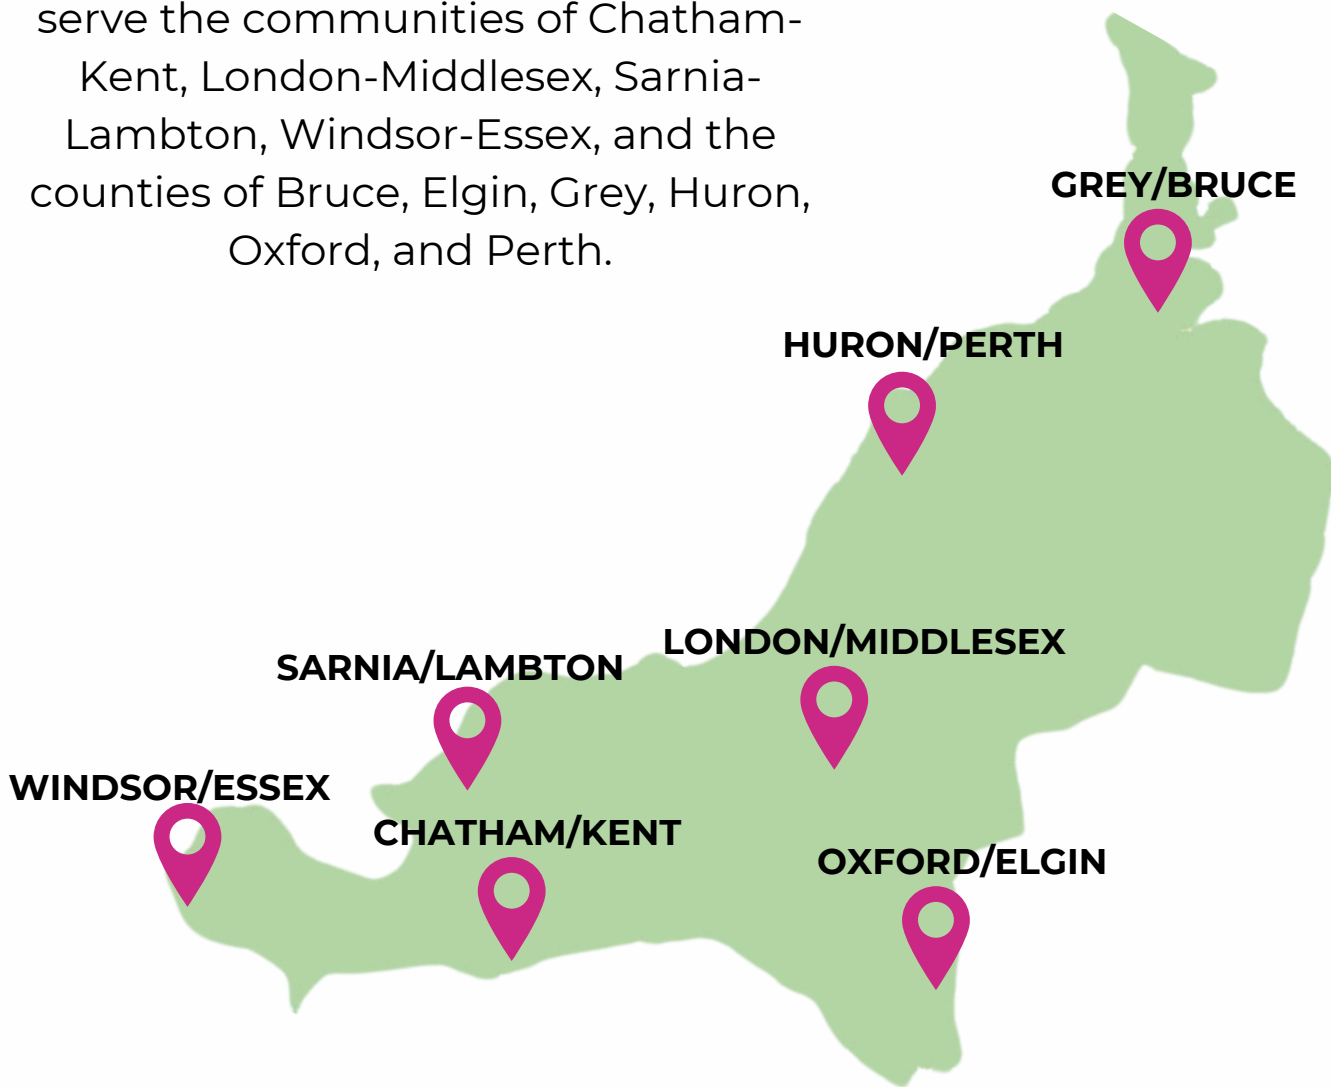 serve the communities of Chatham-
Kent, London-Middlesex, Sarnia-
Lambton, Windsor-Essex, and the
counties of Bruce, Elgin, Grey, Huron,
Oxford, and Perth.
GREY/BRUCE
HURON/PERTH
LONDON/MIDDLESEX
SARNIA/LAMBTON
WINDSOR/ESSEX
CHATHAM/KENT
OXFORD/ELGIN